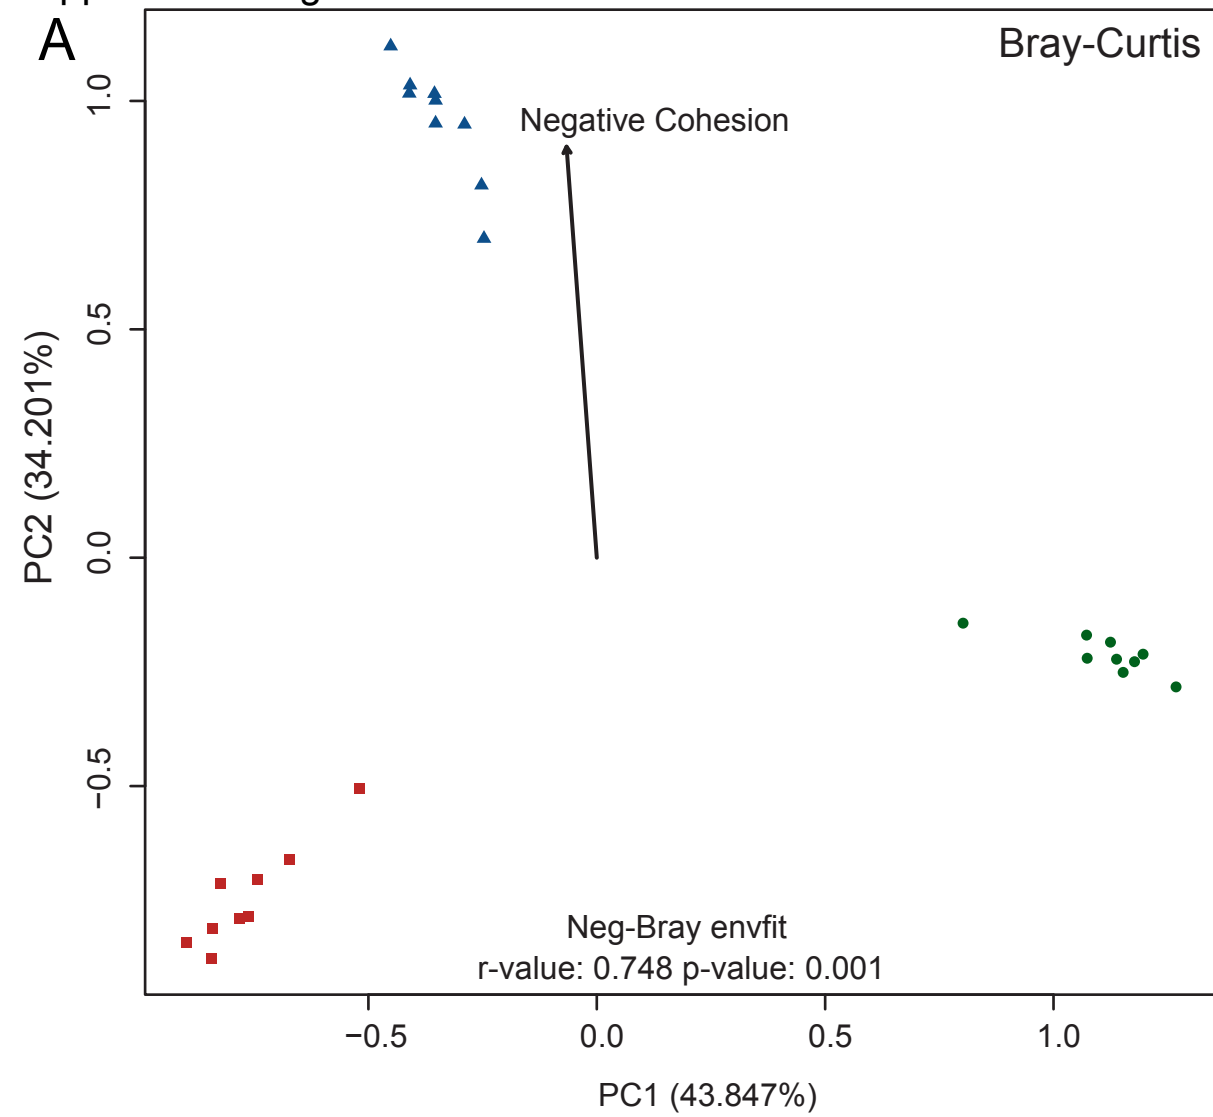 A
Bray-Curtis
Negative Cohesion
1.0
0.5
0.0
−0.5
PC2 (34.201%)
Neg-Bray envfit
r-value: 0.748 p-value: 0.001
−0.5 0.0 0.5 1.0
PC1 (43.847%)